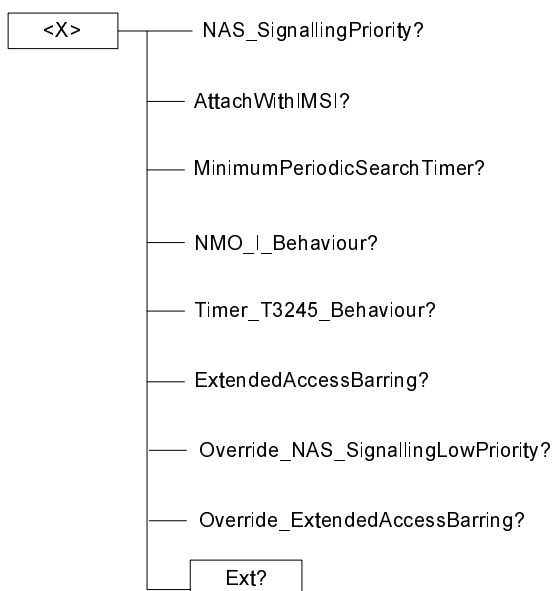 <X>
NAS_SignallingPriority?
AttachWithIMSI?
MinimumPeriodicSearchTimer?
NMO_I_Behaviour?
Timer_T3245_Behaviour?
ExtendedAccessBarring?
Override_NAS_SignallingLowPriority?
Override_ExtendedAccessBarring?
Ext?